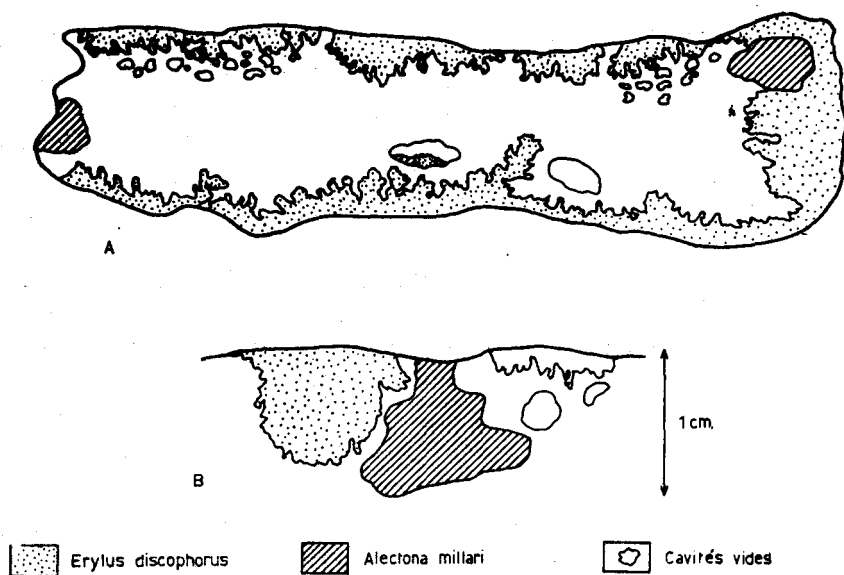 A
B
1 cm.
Erylus discophorus
Alectona millari
Cavités vides